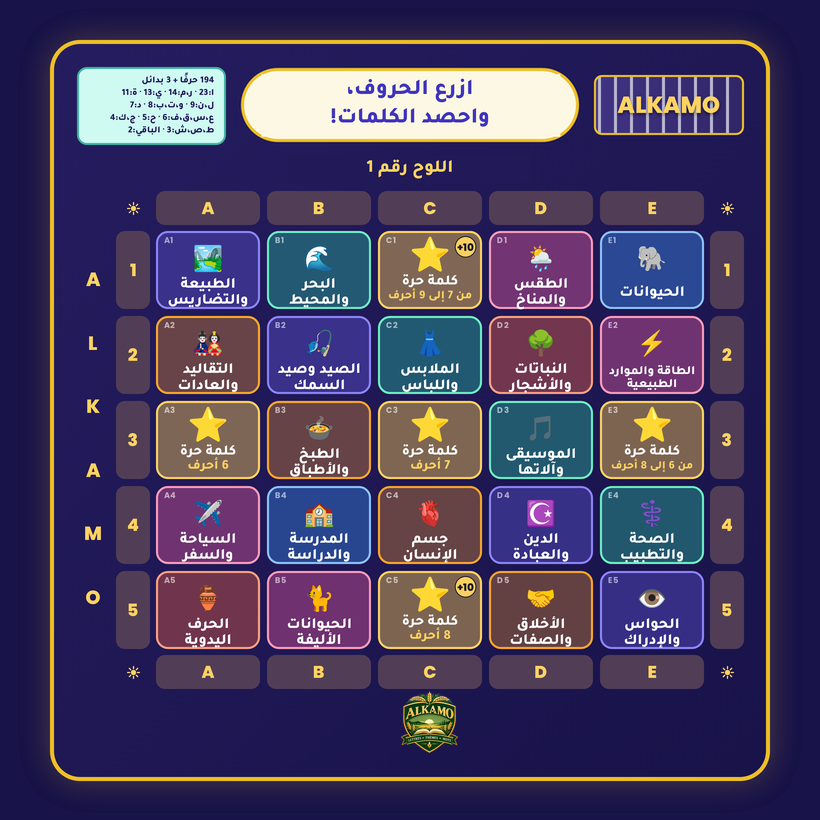 194 حرفًا + 3 بدائل
ا:23 · ر،م:14 · ي:13 · ة:11
ل،ن:9 · و،ت،ب:8 · د:7
ع،س،ق،ف:6 · ح:5 · ج،ك:4
ط،ص،ش:3 · الباقي:2
ازرع الحروف،
واحصد الكلمات!
ALKAMO
اللوح رقم 1
A B C D E
A
L
K
A
M
O
1
A1
الطبيعة
والتضاريس
B1
البحر
والمحيط
C1
+10
كلمة حرة
من 7 إلى 9 أحرف
D1
الطقس
والمناخ
E1
الحيوانات
1
2
A2
التقاليد
والعادات
B2
الصيد وصيد
السمك
C2
الملابس
واللباس
D2
النباتات
والأشجار
E2
الطاقة والموارد
الطبيعية
2
3
A3
كلمة حرة
6 أحرف
B3
الطبخ
والأطباق
C3
كلمة حرة
7 أحرف
D3
الموسيقى
وآلاتها
E3
كلمة حرة
من 6 إلى 8 أحرف
3
4
A4
السياحة
والسفر
B4
المدرسة
والدراسة
C4
جسم
الإنسان
D4
الدين
والعبادة
E4
الصحة
والتطبيب
4
5
A5
الحرف
اليدوية
B5
الحيوانات
الأليفة
C5
+10
كلمة حرة
8 أحرف
D5
الأخلاق
والصفات
E5
الحواس
والإدراك
5
A B C D E
ALKAMO